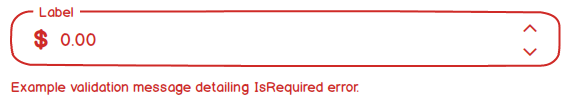 Label
$ 0.00
Example validation message detailing IsRequired error.